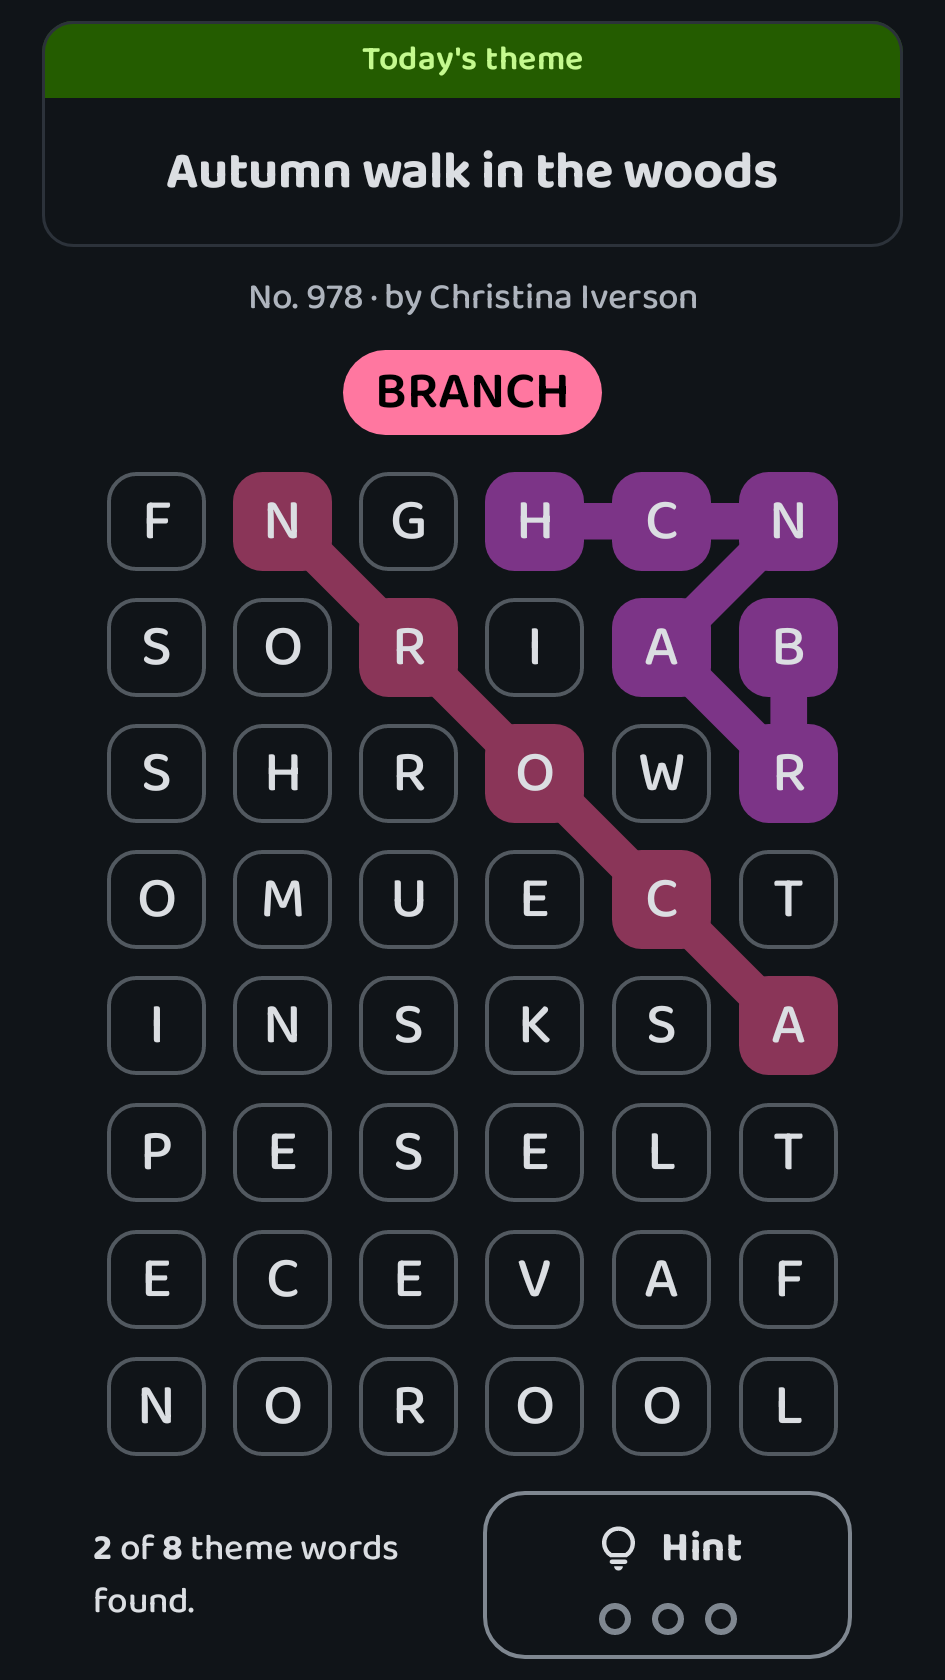 Today's theme
Autumn walk in the woods
No. 978 · by Christina Iverson
BRANCH
F N G H C N
S O R I A B
S H R O W R
O M U E C T
I N S K S A
P E S E L T
E C E V A F
N O R O O L
2 of 8 theme words
found.
Hint